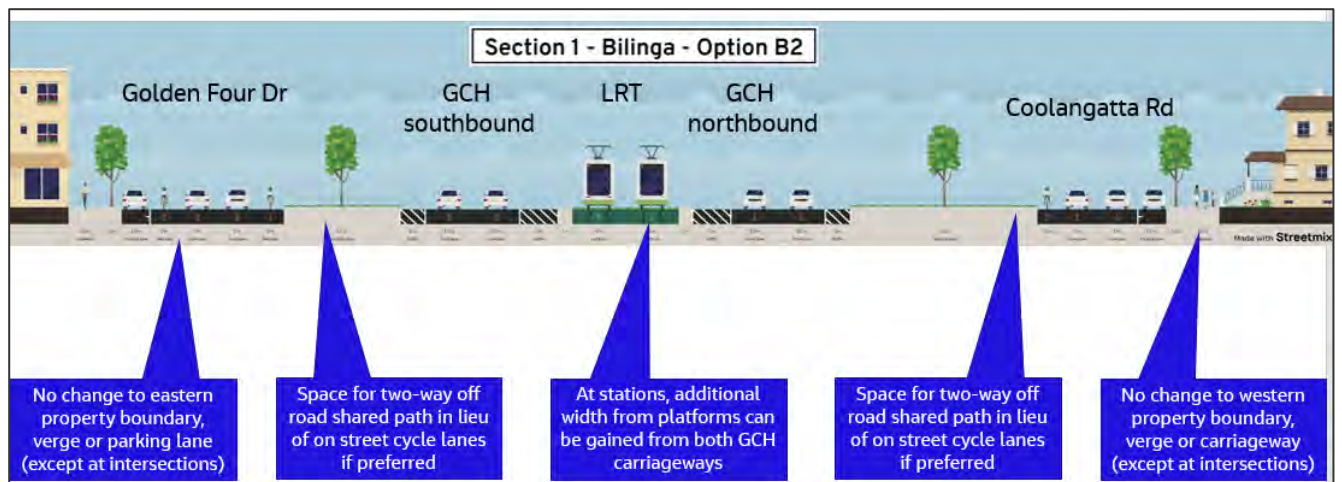 Section 1 - Bilinga - Option B2
Golden Four Dr
GCH
southbound
LRT
GCH
northbound
Coolangatta Rd
Made with Streetmix
No change to eastern
property boundary,
verge or parking lane
(except at intersections)
Space for two-way off
road shared path in lieu
of on street cycle lanes
if preferred
At stations, additional
width from platforms can
be gained from both GCH
carriageways
Space for two-way off
road shared path in lieu
of on street cycle lanes
if preferred
No change to western
property boundary,
verge or carriageway
(except at intersections)